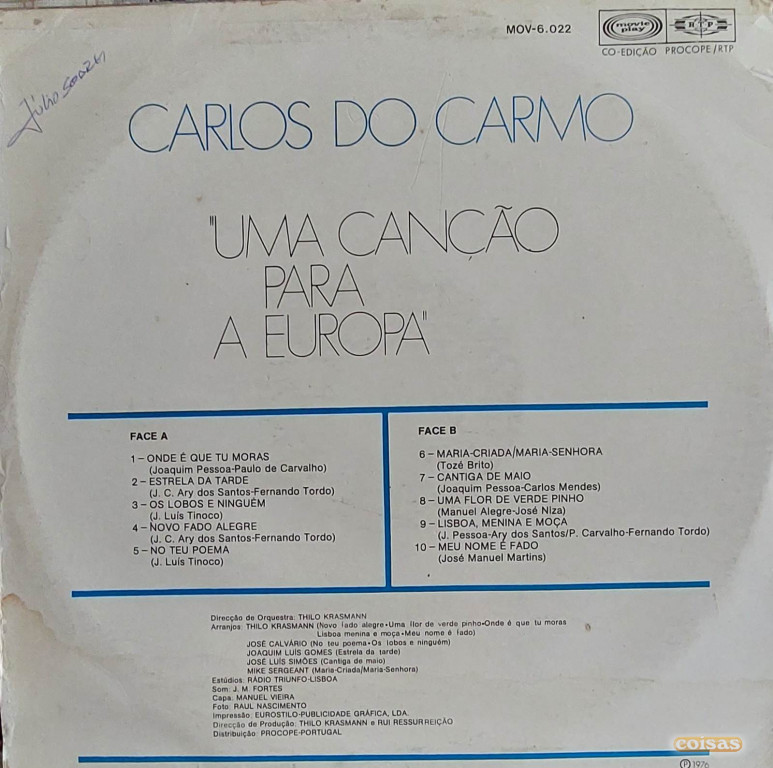 MOV-6.022
movie play
RTP
CO-EDIÇÃO PROCOPE/RTP
Júlio
CARLOS DO CARMO
"UMA CANÇÃO
PARA
A EUROPA"
FACE A
1 – ONDE É QUE TU MORAS
(Joaquim Pessoa-Paulo de Carvalho)
2 – ESTRELA DA TARDE
(J. C. Ary dos Santos-Fernando Tordo)
3 – OS LOBOS E NINGUÉM
(J. Luís Tinoco)
4 – NOVO FADO ALEGRE
(J. C. Ary dos Santos-Fernando Tordo)
5 – NO TEU POEMA
(J. Luís Tinoco)
FACE B
6 – MARIA-CRIADA/MARIA-SENHORA
(Tozé Brito)
7 – CANTIGA DE MAIO
(Joaquim Pessoa-Carlos Mendes)
8 – UMA FLOR DE VERDE PINHO
(Manuel Alegre-José Niza)
9 – LISBOA, MENINA E MOÇA
(J. Pessoa-Ary dos Santos/P. Carvalho-Fernando Tordo)
10 – MEU NOME É FADO
(José Manuel Martins)
Direcção de Orquestra: THILO KRASMANN
Arranjos: THILO KRASMANN (Novo fado alegre•Uma flor de verde pinho•Onde é que tu moras
Lisboa menina e moça•Meu nome é fado)
JOSÉ CALVÁRIO (No teu poema•Os lobos e ninguém)
JOAQUIM LUÍS GOMES (Estrela da tarde)
JOSÉ LUÍS SIMÕES (Cantiga de maio)
MIKE SERGEANT (Maria-Criada/Maria-Senhora)
Estúdios: RÁDIO TRIUNFO-LISBOA
Som: J. M. FORTES
Capa: MANUEL VIEIRA
Foto: RAUL NASCIMENTO
Impressão: EUROSTILO-PUBLICIDADE GRÁFICA, LDA.
Direcção de Produção: THILO KRASMANN e RUI RESSURREIÇÃO
Distribuição: PROCOPE-PORTUGAL
coisas
Ⓟ 1976